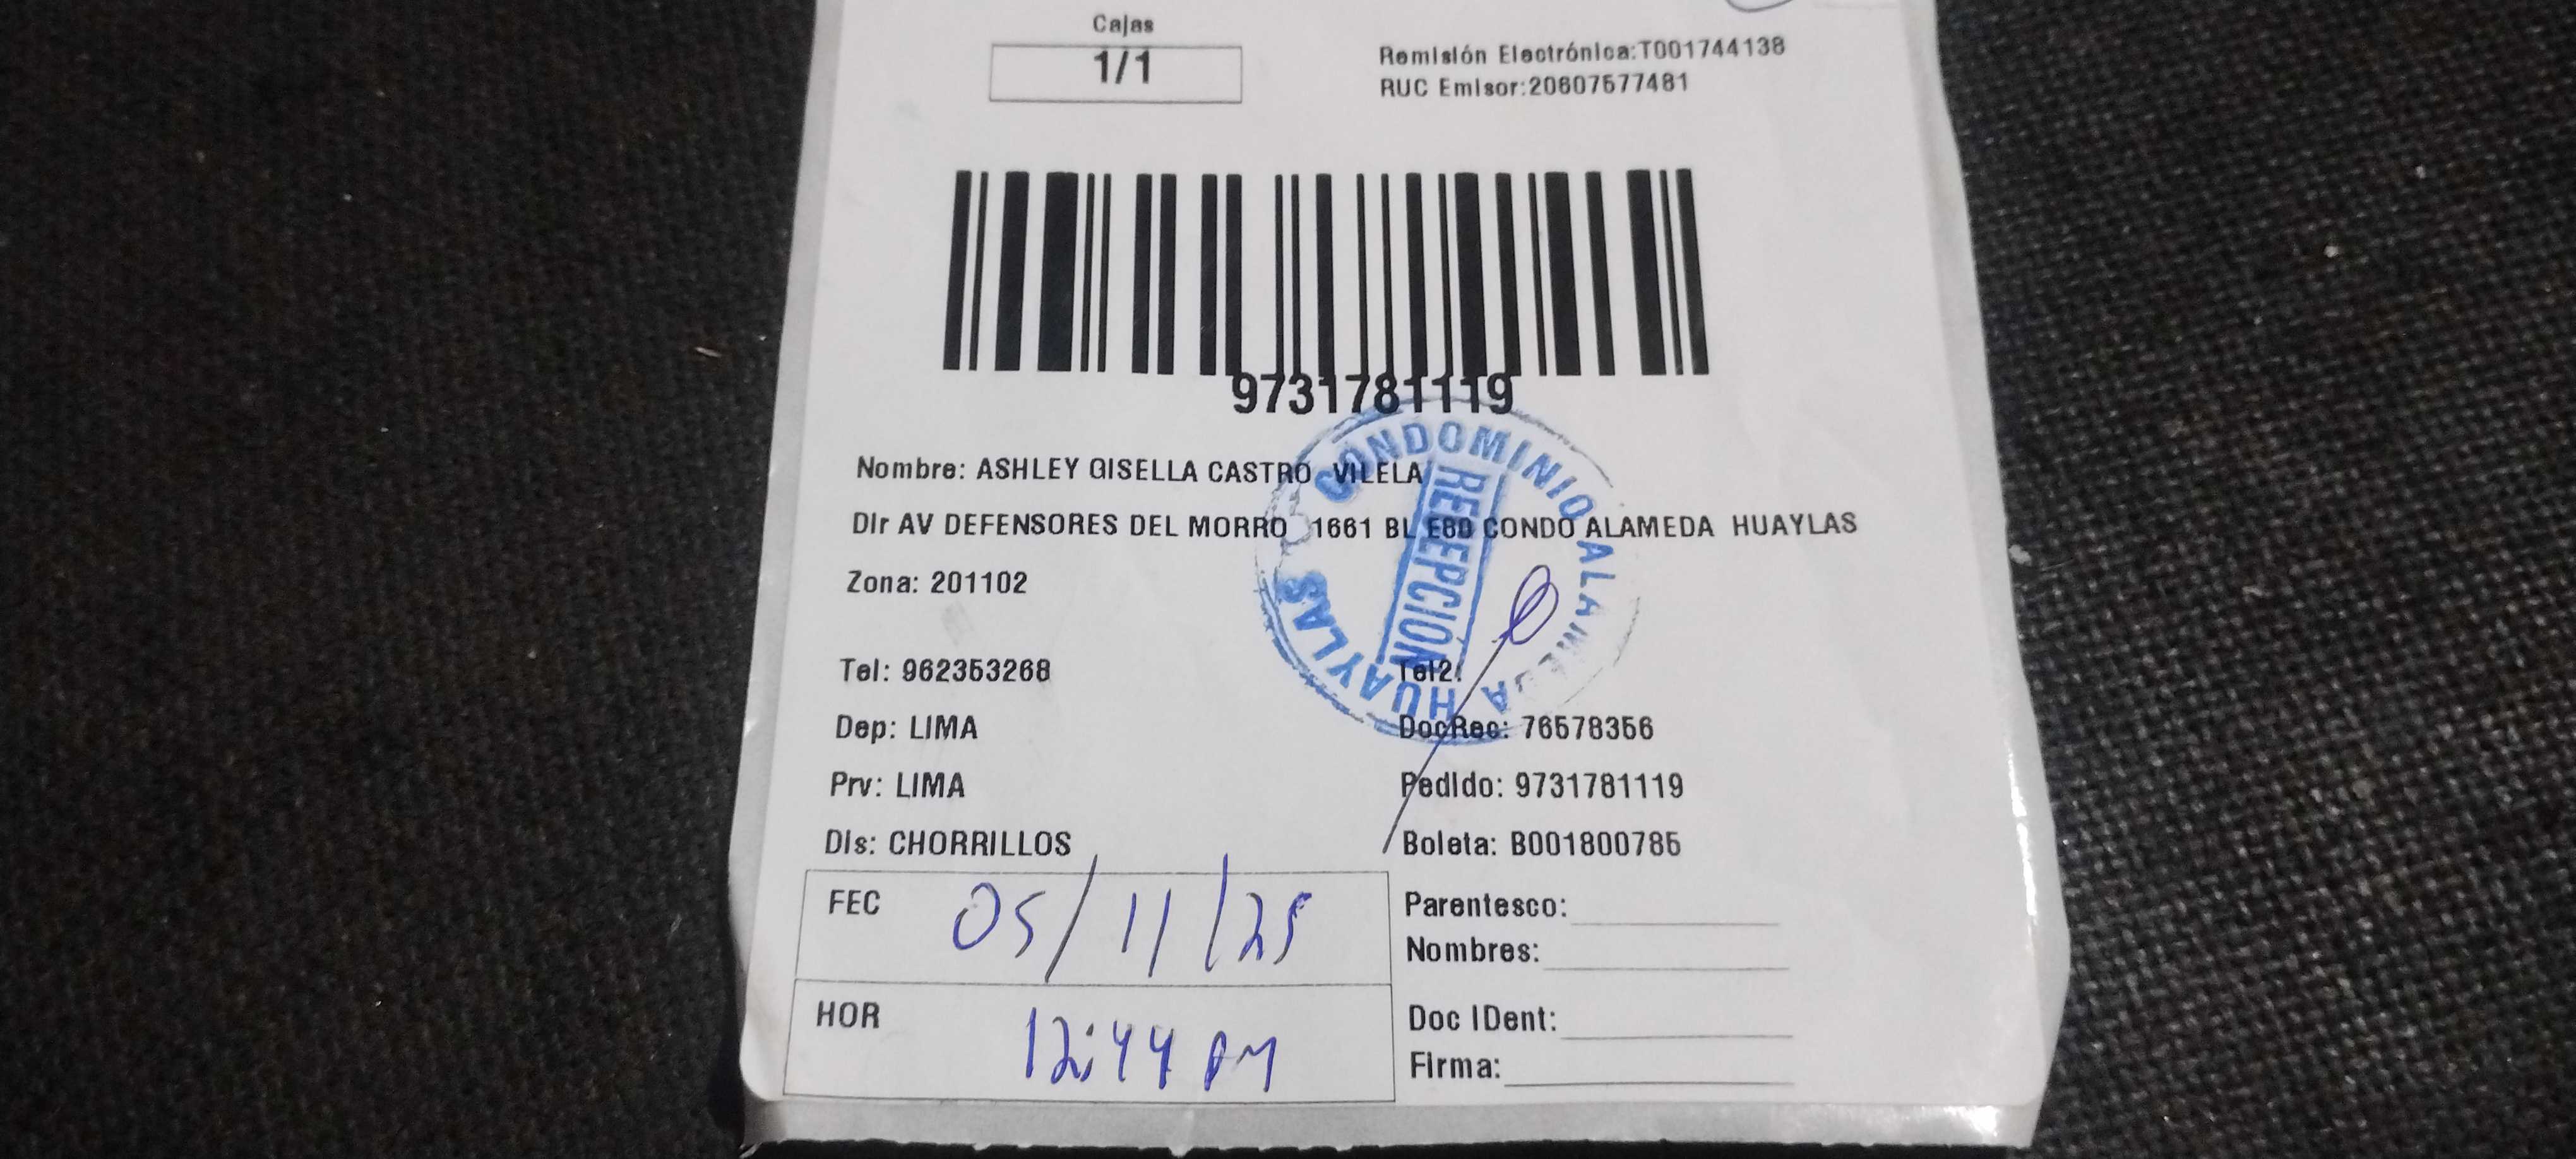 Cajas
1/1
Remisión Electrónica:T001744138
RUC Emisor:20607577481
9731781119
Nombre: ASHLEY GISELLA CASTRO VILELA
Dir AV DEFENSORES DEL MORRO 1661 BL E80 CONDO ALAMEDA HUAYLAS
CONDOMINIO ALAMEDA HUAYLAS
RECEPCIÓN
Zona: 201102
Tel: 962353268
Tel2:
Dep: LIMA
DocRec: 76578356
Prv: LIMA
Pedido: 9731781119
Dis: CHORRILLOS
Boleta: B001800785
FEC 05/11/25
Parentesco:
Nombres:
HOR 12:44 PM
Doc IDent:
Firma: